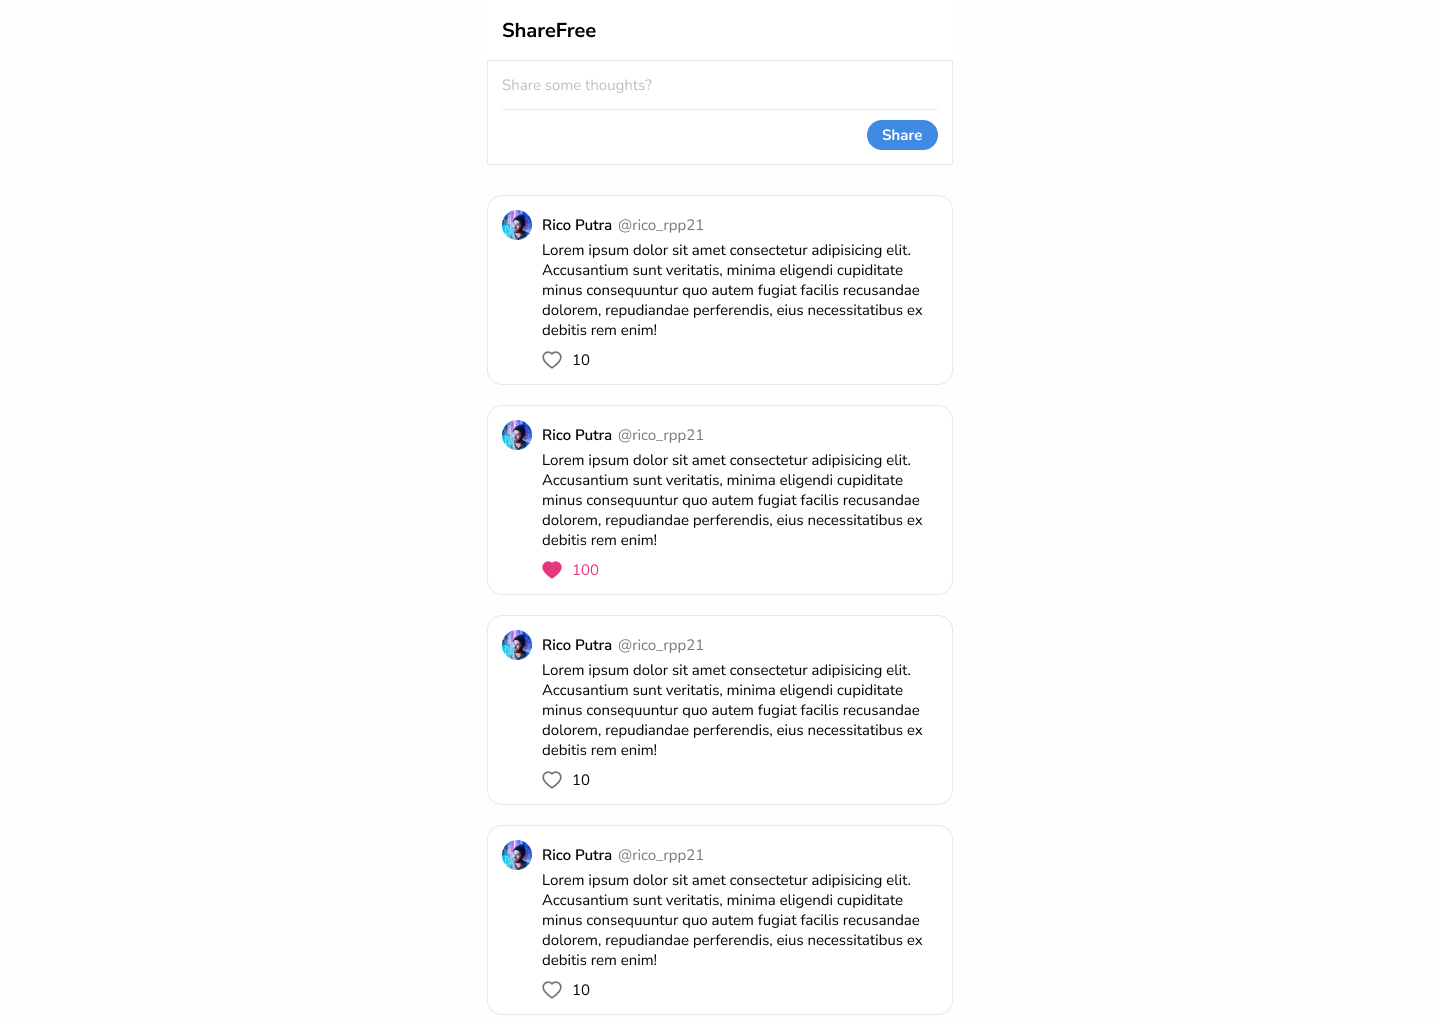 ShareFree
Share some thoughts?
Share
Rico Putra @rico_rpp21
Lorem ipsum dolor sit amet consectetur adipisicing elit.
Accusantium sunt veritatis, minima eligendi cupiditate
minus consequuntur quo autem fugiat facilis recusandae
dolorem, repudiandae perferendis, eius necessitatibus ex
debitis rem enim!
10
Rico Putra @rico_rpp21
Lorem ipsum dolor sit amet consectetur adipisicing elit.
Accusantium sunt veritatis, minima eligendi cupiditate
minus consequuntur quo autem fugiat facilis recusandae
dolorem, repudiandae perferendis, eius necessitatibus ex
debitis rem enim!
100
Rico Putra @rico_rpp21
Lorem ipsum dolor sit amet consectetur adipisicing elit.
Accusantium sunt veritatis, minima eligendi cupiditate
minus consequuntur quo autem fugiat facilis recusandae
dolorem, repudiandae perferendis, eius necessitatibus ex
debitis rem enim!
10
Rico Putra @rico_rpp21
Lorem ipsum dolor sit amet consectetur adipisicing elit.
Accusantium sunt veritatis, minima eligendi cupiditate
minus consequuntur quo autem fugiat facilis recusandae
dolorem, repudiandae perferendis, eius necessitatibus ex
debitis rem enim!
10